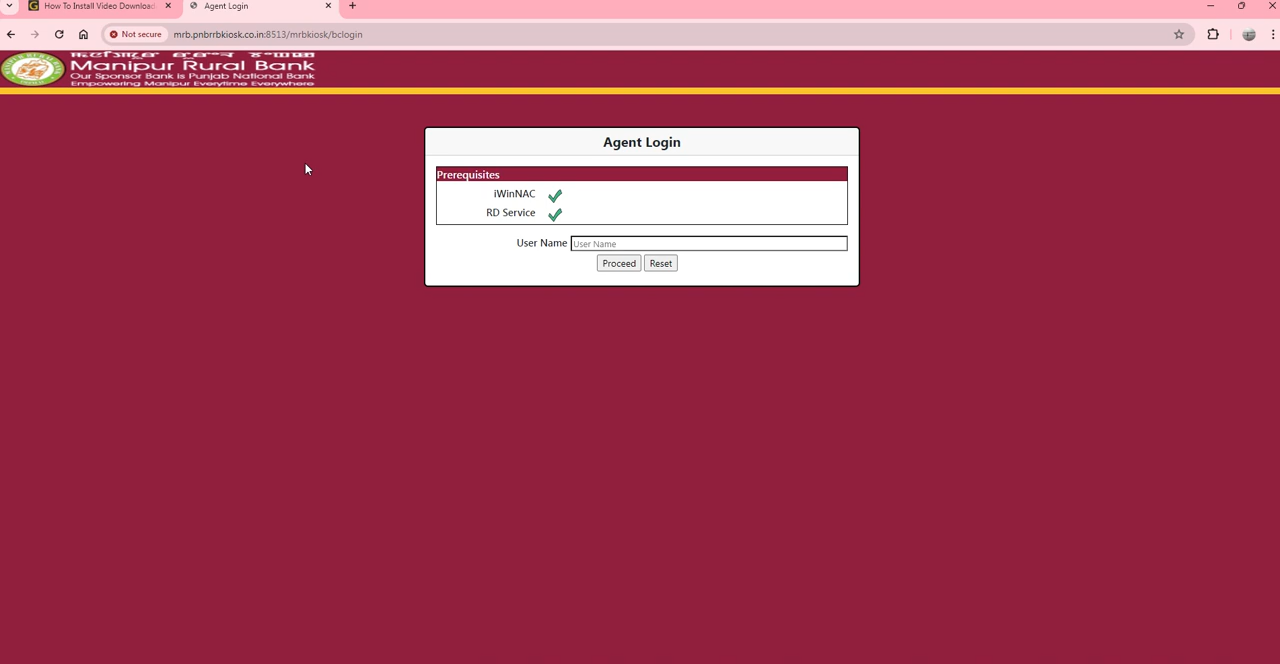 How To Install Video Download
Agent Login
Not secure
mrb.pnbrrbkiosk.co.in:8513/mrbkiosk/bclogin
Manipur Rural Bank
Our Sponsor Bank is Punjab National Bank
Empowering Manipur Everytime Everywhere
Agent Login
Prerequisites
iWinNAC
RD Service
User Name User Name
Proceed Reset